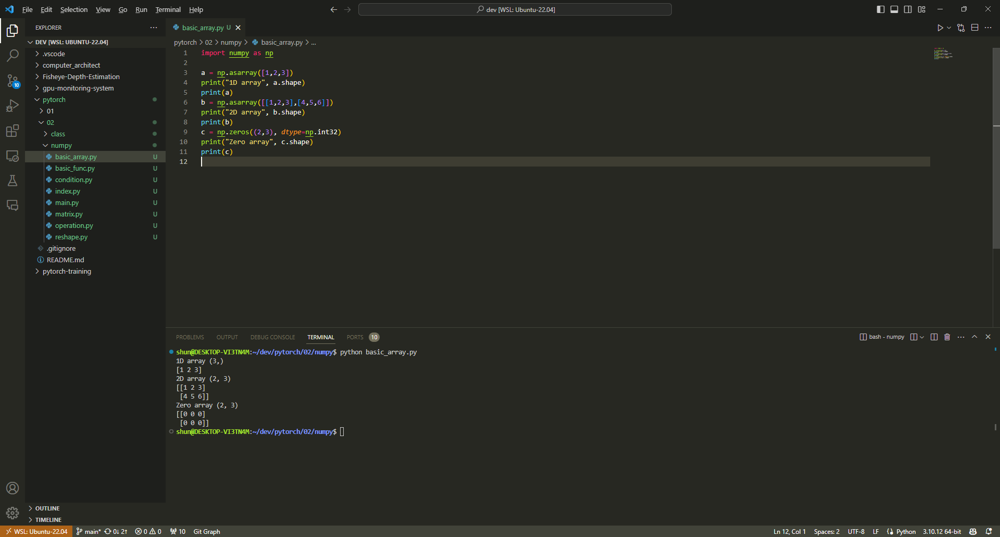 File Edit Selection View Go Run Terminal Help
dev [WSL: Ubuntu-22.04]
EXPLORER
DEV [WSL: UBUNTU-22.04]
.vscode
computer_architect
Fisheye-Depth-Estimation
gpu-monitoring-system
pytorch
01
02
class
numpy
basic_array.py U
basic_func.py U
condition.py U
index.py U
main.py U
matrix.py U
operation.py U
reshape.py U
.gitignore
README.md
pytorch-training
OUTLINE
TIMELINE
basic_array.py U
pytorch > 02 > numpy > basic_array.py > ...
1 import numpy as np
2
3 a = np.asarray([1,2,3])
4 print("1D array", a.shape)
5 print(a)
6 b = np.asarray([[1,2,3],[4,5,6]])
7 print("2D array", b.shape)
8 print(b)
9 c = np.zeros((2,3), dtype=np.int32)
10 print("Zero array", c.shape)
11 print(c)
12
PROBLEMS OUTPUT DEBUG CONSOLE TERMINAL PORTS 10
bash - numpy
shun@DESKTOP-VI3TN4M:~/dev/pytorch/02/numpy$ python basic_array.py
1D array (3,)
[1 2 3]
2D array (2, 3)
[[1 2 3]
 [4 5 6]]
Zero array (2, 3)
[[0 0 0]
 [0 0 0]]
shun@DESKTOP-VI3TN4M:~/dev/pytorch/02/numpy$
10
WSL: Ubuntu-22.04 main* 0↓ 2↑ 0 0 10 Git Graph
Ln 12, Col 1 Spaces: 2 UTF-8 LF Python 3.10.12 64-bit